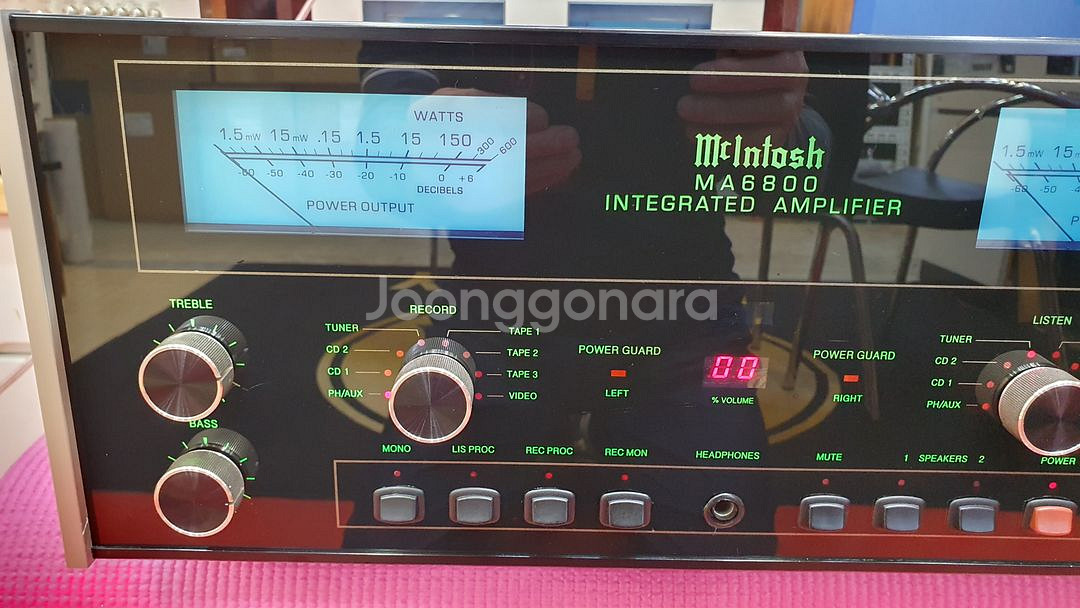 WATTS
1.5mW 15mW .15 1.5 15 150 300 600
-60 -50 -30 -20 -10 0 +6
DECIBELS
POWER OUTPUT
McIntosh
MA6800
INTEGRATED AMPLIFIER
1.5mW 15m
-60 -50
P
Joonggonara
TREBLE
BASS
RECORD
TUNER
CD 2
CD 1
PH/AUX
TAPE 1
TAPE 2
TAPE 3
VIDEO
POWER GUARD
LEFT
00
% VOLUME
POWER GUARD
RIGHT
LISTEN
TUNER
CD 2
CD 1
PH/AUX
MONO
LIS PROC
REC PROC
REC MON
HEADPHONES
MUTE
1 SPEAKERS 2
POWER